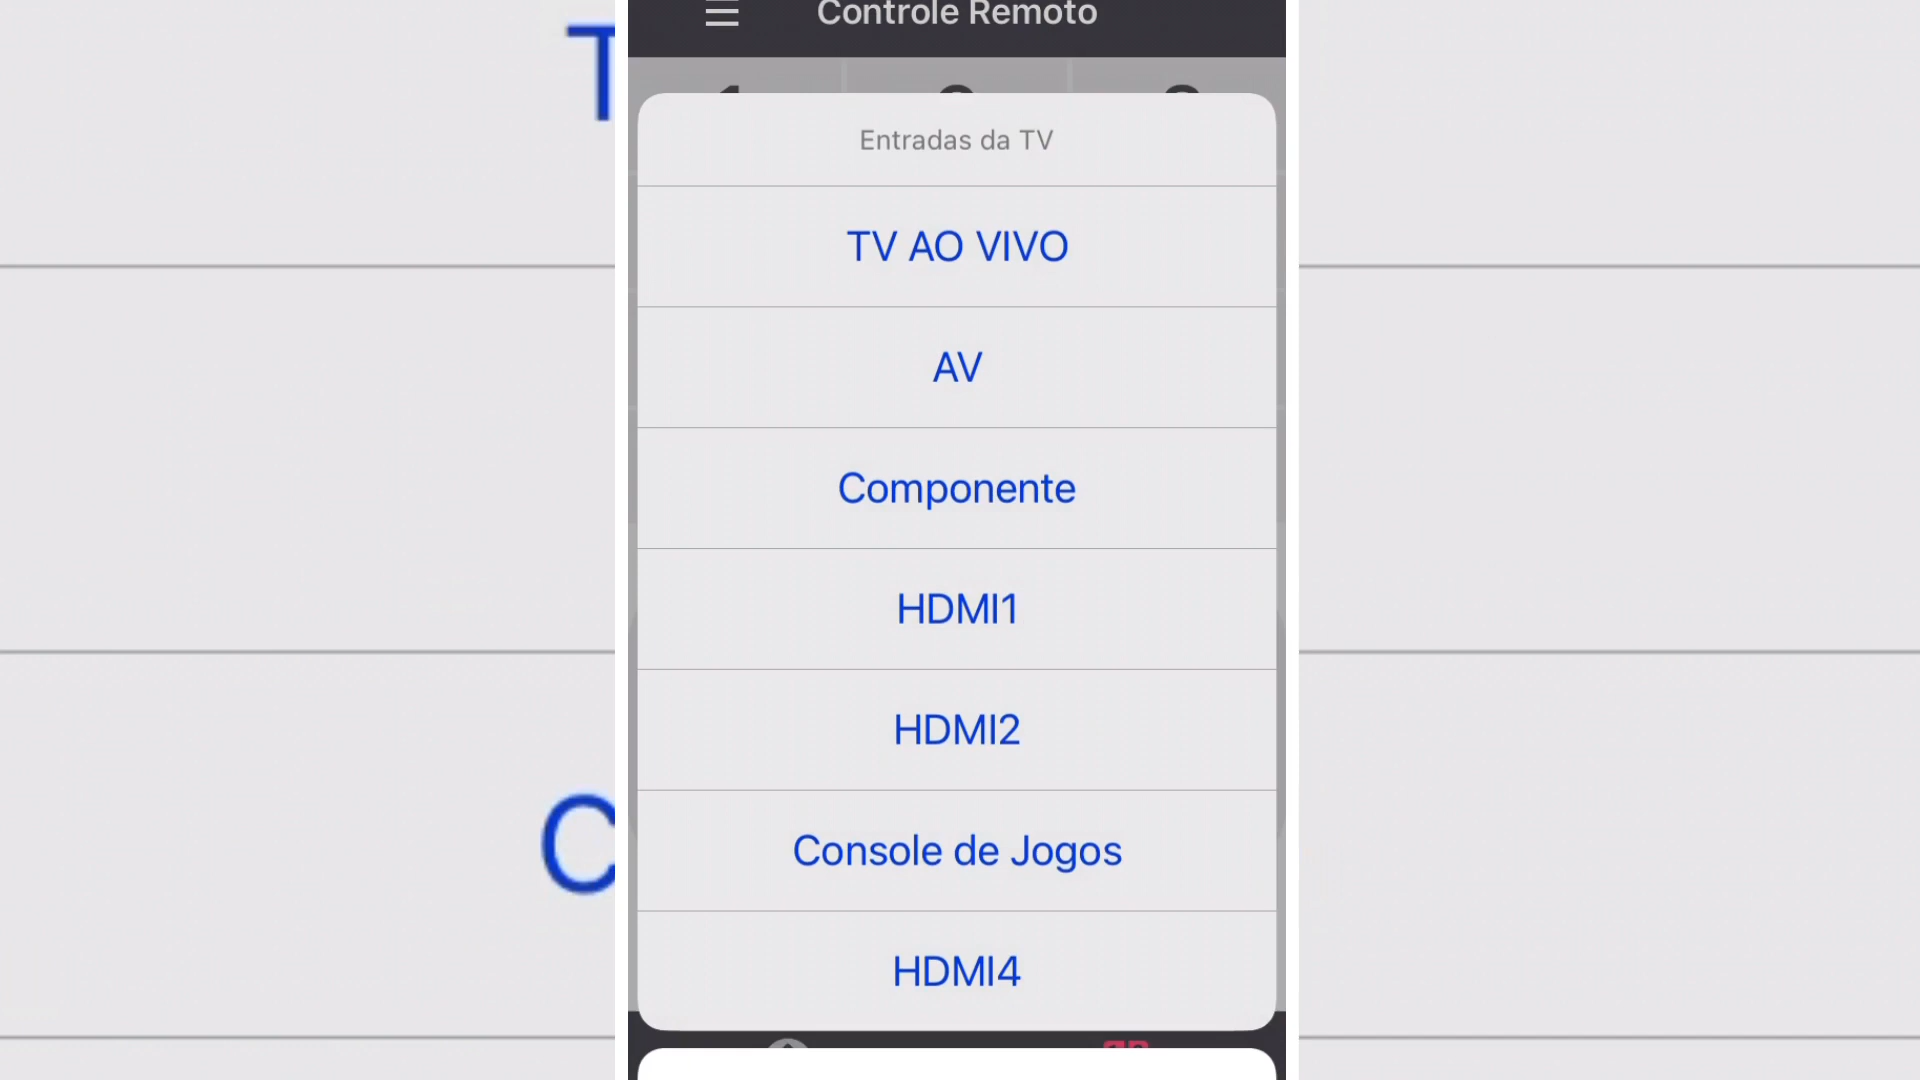 Controle Remoto
Entradas da TV
TV AO VIVO
AV
Componente
HDMI1
HDMI2
Console de Jogos
HDMI4